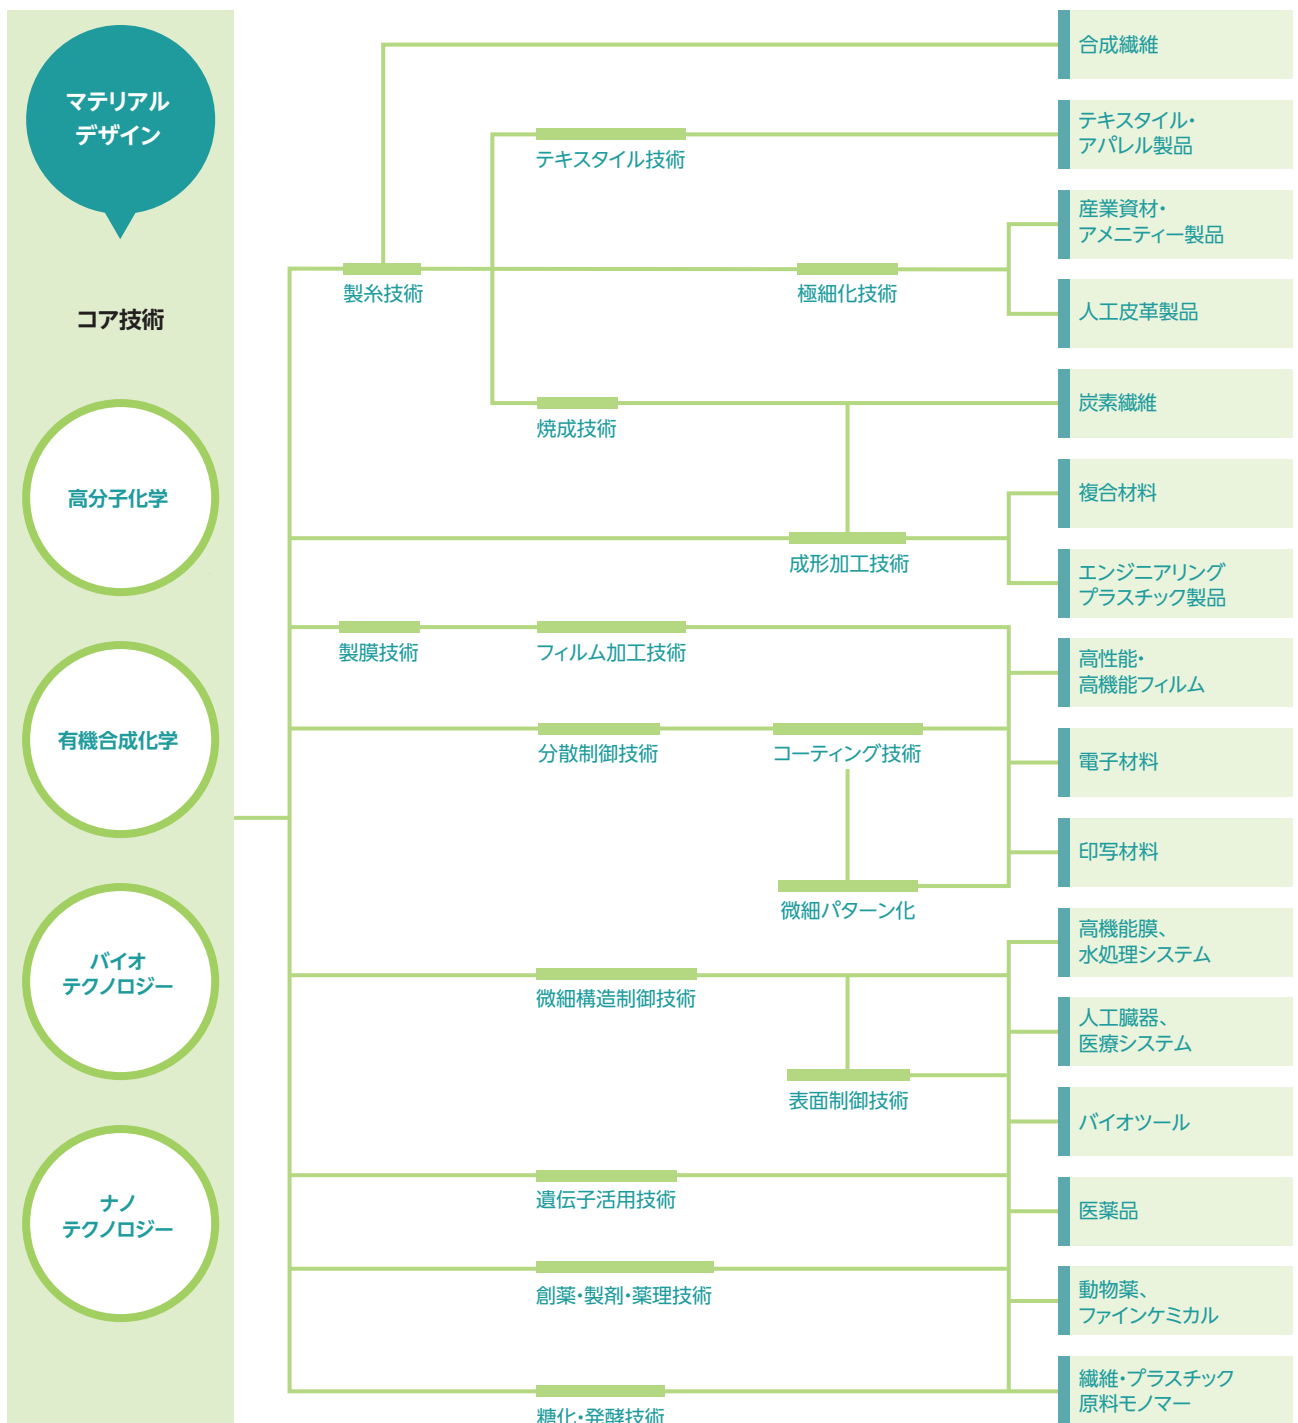 マテリアル
デザイン
コア技術
高分子化学
有機合成化学
バイオ
テクノロジー
ナノ
テクノロジー
製糸技術
テキスタイル技術
極細化技術
焼成技術
成形加工技術
製膜技術
フィルム加工技術
分散制御技術
コーティング技術
微細パターン化
微細構造制御技術
表面制御技術
遺伝子活用技術
創薬・製剤・薬理技術
糖化・発酵技術
合成繊維
テキスタイル・
アパレル製品
産業資材・
アメニティー製品
人工皮革製品
炭素繊維
複合材料
エンジニアリング
プラスチック製品
高性能・
高機能フィルム
電子材料
印写材料
高機能膜、
水処理システム
人工臓器、
医療システム
バイオツール
医薬品
動物薬、
ファインケミカル
繊維・プラスチック
原料モノマー